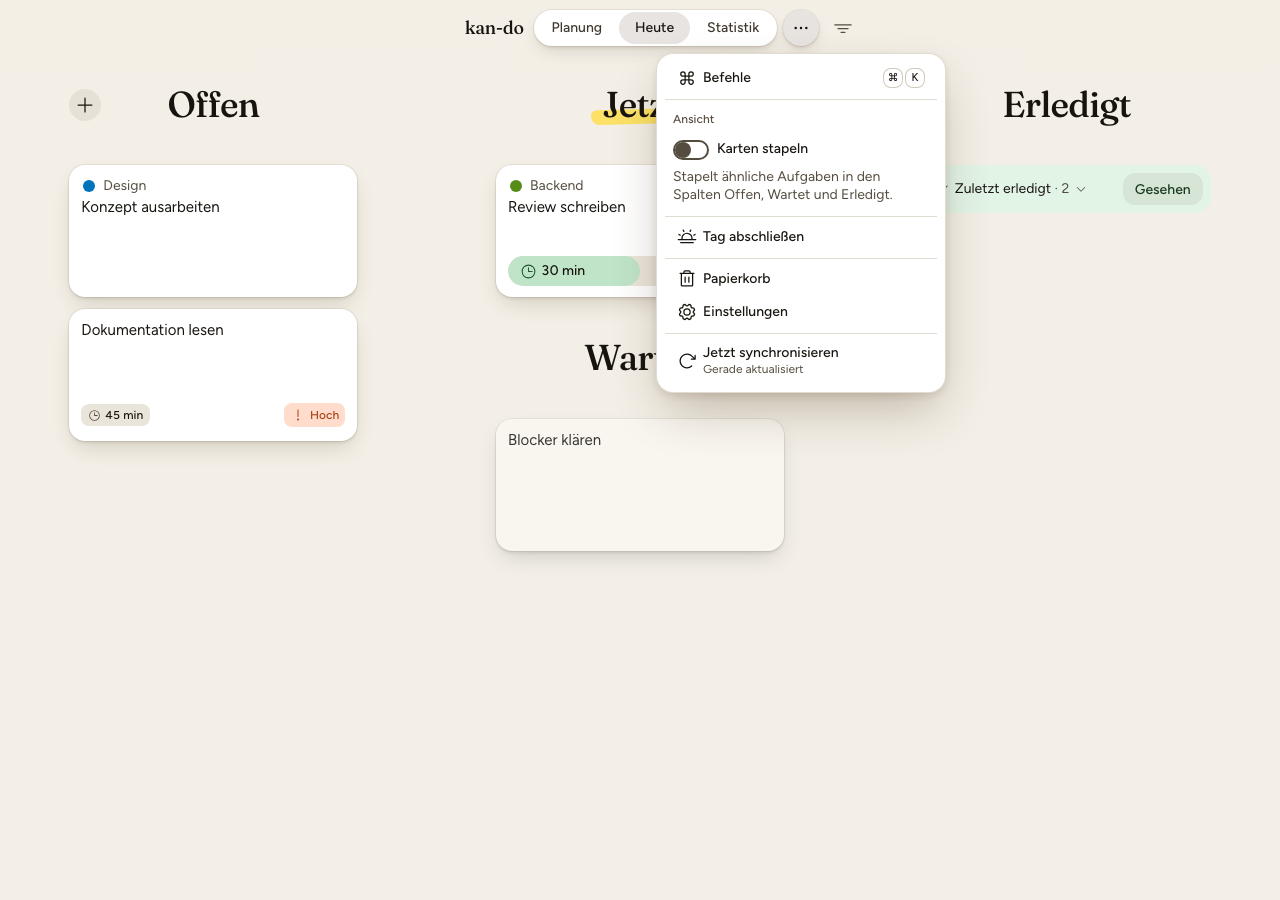 kan-do
Planung
Heute
Statistik
Offen
Design
Konzept ausarbeiten
Dokumentation lesen
45 min
! Hoch
Backend
Review schreiben
30 min
Blocker klären
Befehle ⌘ K
Ansicht
Karten stapeln
Stapelt ähnliche Aufgaben in den
Spalten Offen, Wartet und Erledigt.
Tag abschließen
Papierkorb
Einstellungen
Jetzt synchronisieren
Gerade aktualisiert
Erledigt
Zuletzt erledigt · 2
Gesehen